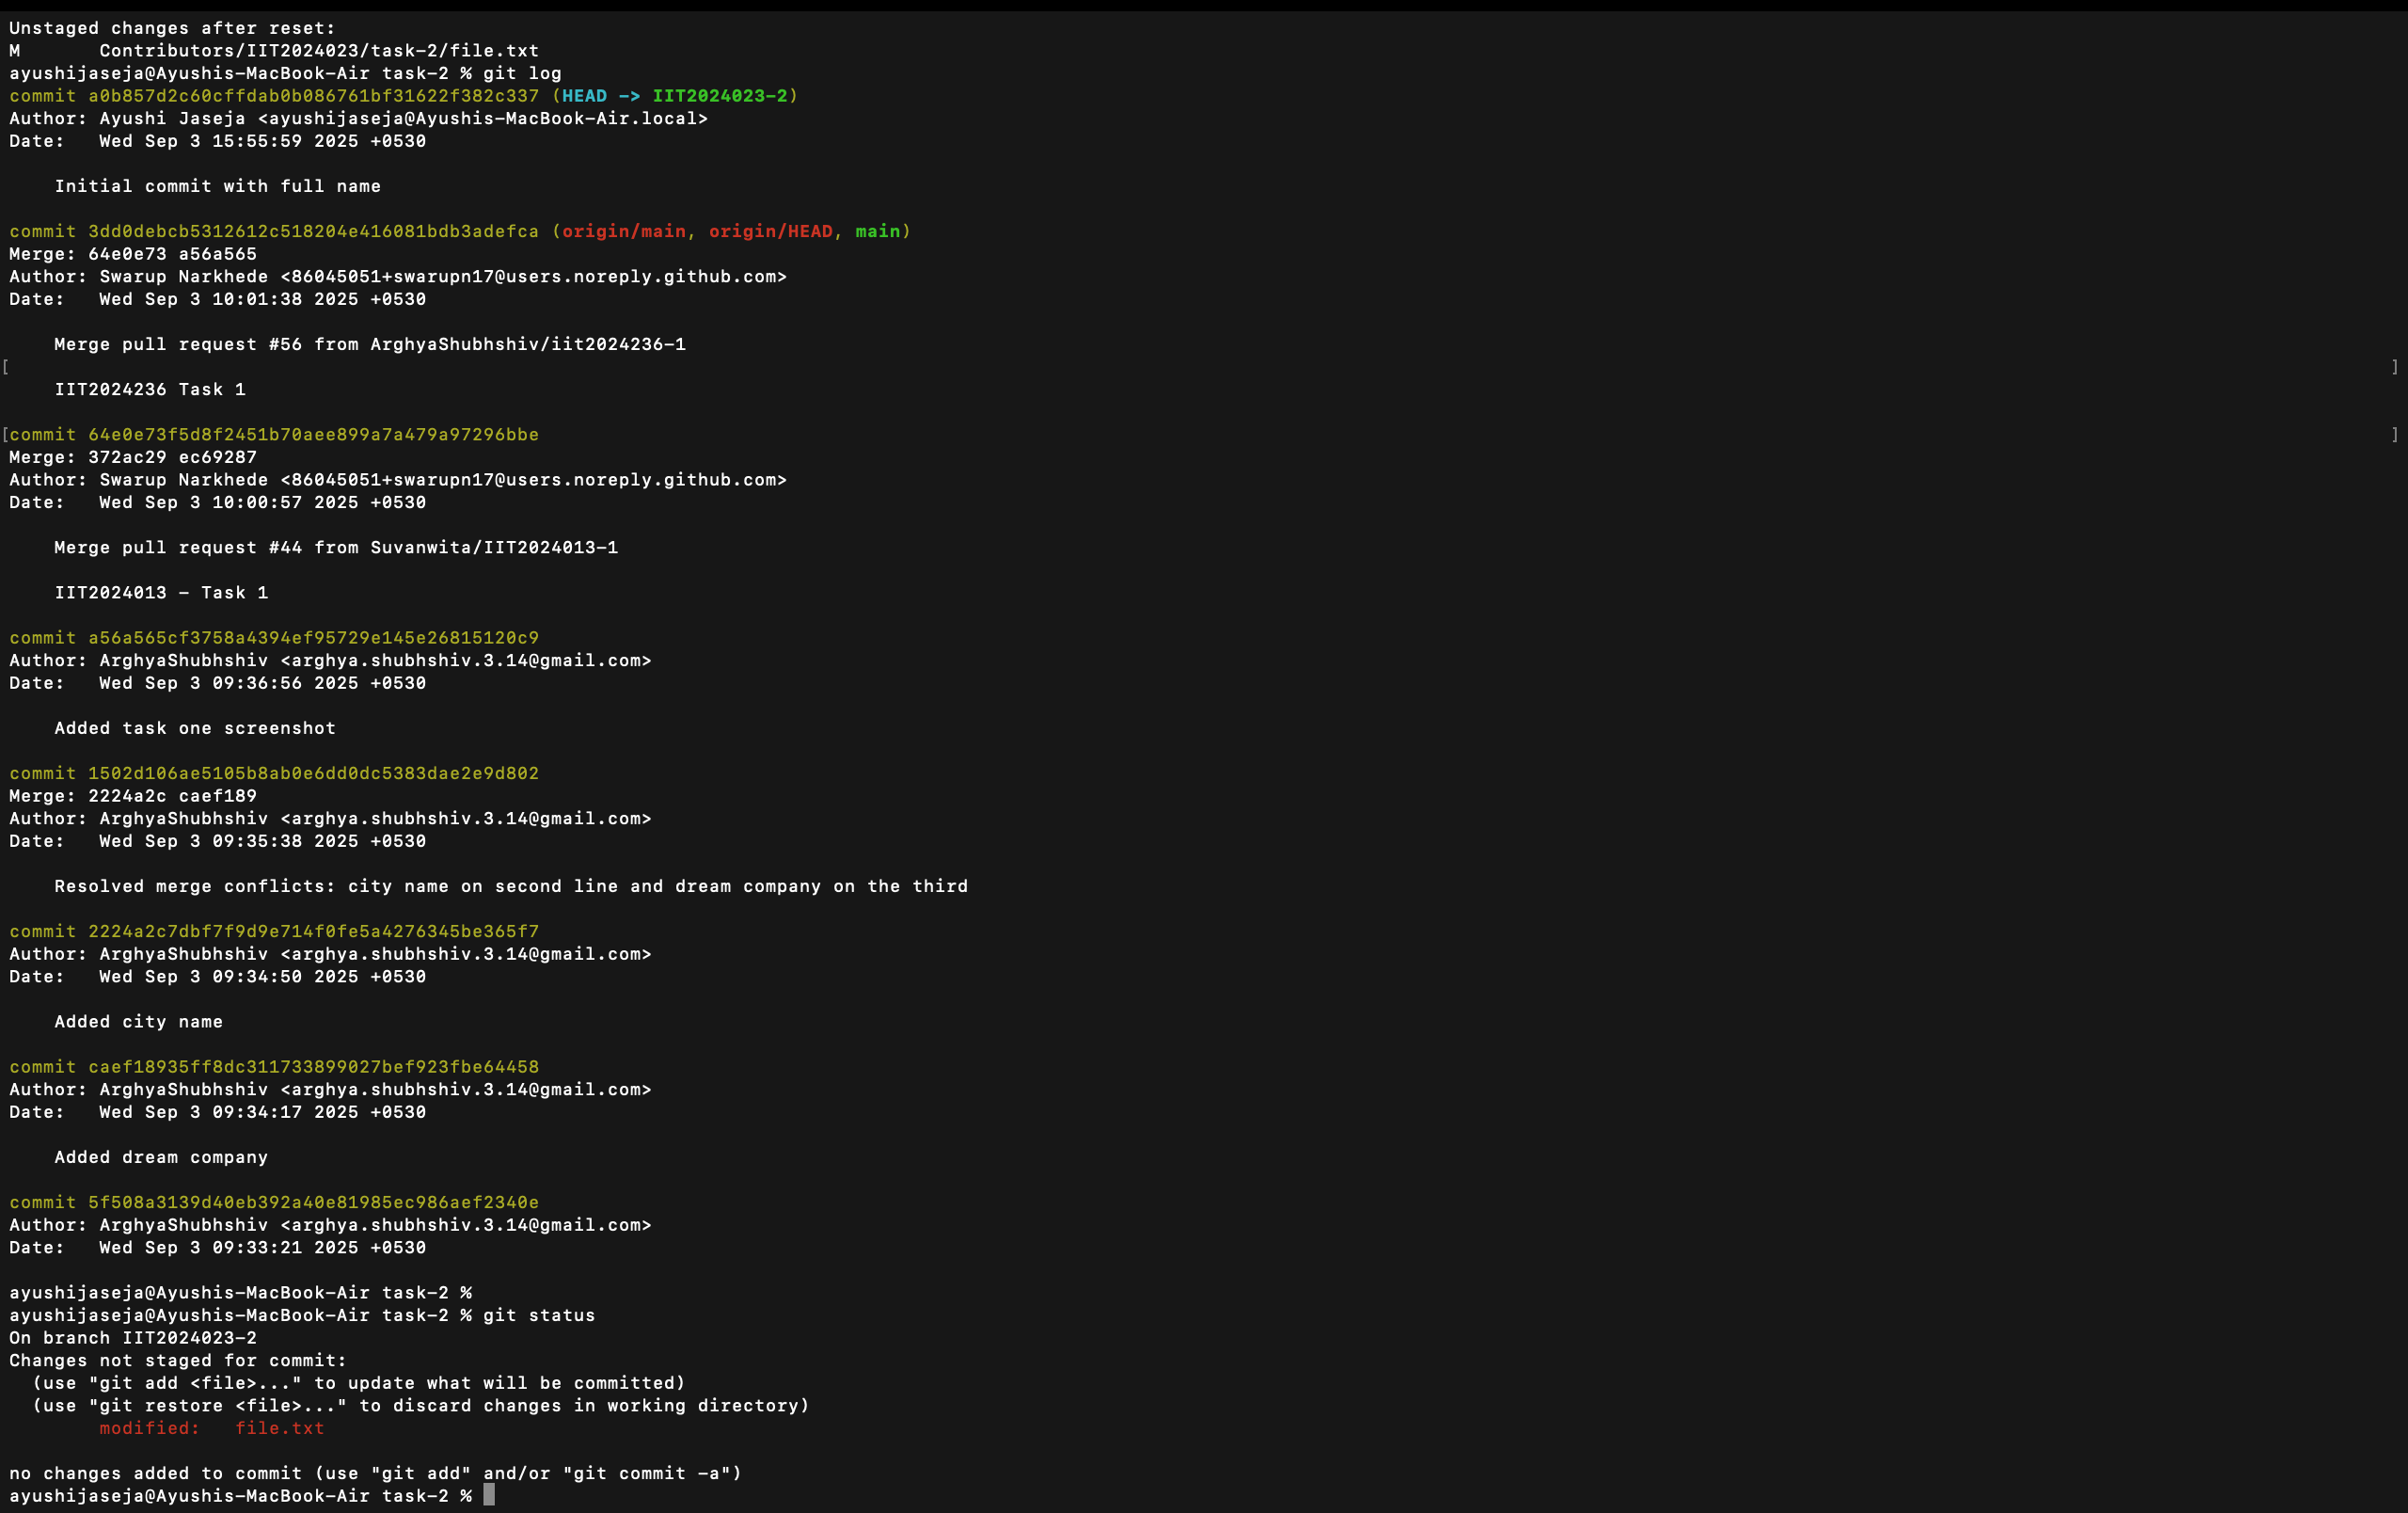 Unstaged changes after reset:
M       Contributors/IIT2024023/task-2/file.txt
ayushijaseja@Ayushis-MacBook-Air task-2 % git log
commit a0b857d2c60cffdab0b086761bf31622f382c337 (HEAD -> IIT2024023-2)
Author: Ayushi Jaseja <ayushijaseja@Ayushis-MacBook-Air.local>
Date:   Wed Sep 3 15:55:59 2025 +0530

    Initial commit with full name

commit 3dd0debcb5312612c518204e416081bdb3adefca (origin/main, origin/HEAD, main)
Merge: 64e0e73 a56a565
Author: Swarup Narkhede <86045051+swarupn17@users.noreply.github.com>
Date:   Wed Sep 3 10:01:38 2025 +0530

    Merge pull request #56 from ArghyaShubhshiv/iit2024236-1
[ ]
    IIT2024236 Task 1

[commit 64e0e73f5d8f2451b70aee899a7a479a97296bbe ]
Merge: 372ac29 ec69287
Author: Swarup Narkhede <86045051+swarupn17@users.noreply.github.com>
Date:   Wed Sep 3 10:00:57 2025 +0530

    Merge pull request #44 from Suvanwita/IIT2024013-1

    IIT2024013 - Task 1

commit a56a565cf3758a4394ef95729e145e26815120c9
Author: ArghyaShubhshiv <arghya.shubhshiv.3.14@gmail.com>
Date:   Wed Sep 3 09:36:56 2025 +0530

    Added task one screenshot

commit 1502d106ae5105b8ab0e6dd0dc5383dae2e9d802
Merge: 2224a2c caef189
Author: ArghyaShubhshiv <arghya.shubhshiv.3.14@gmail.com>
Date:   Wed Sep 3 09:35:38 2025 +0530

    Resolved merge conflicts: city name on second line and dream company on the third

commit 2224a2c7dbf7f9d9e714f0fe5a4276345be365f7
Author: ArghyaShubhshiv <arghya.shubhshiv.3.14@gmail.com>
Date:   Wed Sep 3 09:34:50 2025 +0530

    Added city name

commit caef18935ff8dc311733899027bef923fbe64458
Author: ArghyaShubhshiv <arghya.shubhshiv.3.14@gmail.com>
Date:   Wed Sep 3 09:34:17 2025 +0530

    Added dream company

commit 5f508a3139d40eb392a40e81985ec986aef2340e
Author: ArghyaShubhshiv <arghya.shubhshiv.3.14@gmail.com>
Date:   Wed Sep 3 09:33:21 2025 +0530

ayushijaseja@Ayushis-MacBook-Air task-2 %
ayushijaseja@Ayushis-MacBook-Air task-2 % git status
On branch IIT2024023-2
Changes not staged for commit:
  (use "git add <file>..." to update what will be committed)
  (use "git restore <file>..." to discard changes in working directory)
        modified:   file.txt

no changes added to commit (use "git add" and/or "git commit -a")
ayushijaseja@Ayushis-MacBook-Air task-2 %